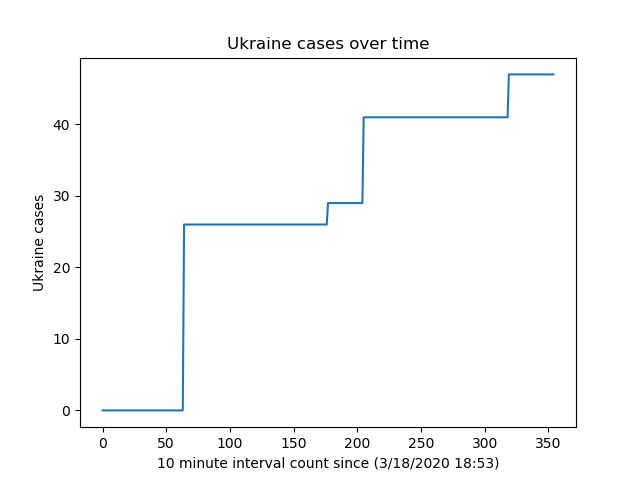 Ukraine cases over time
40
30
20
10
0
Ukraine cases
0 50 100 150 200 250 300 350
10 minute interval count since (3/18/2020 18:53)